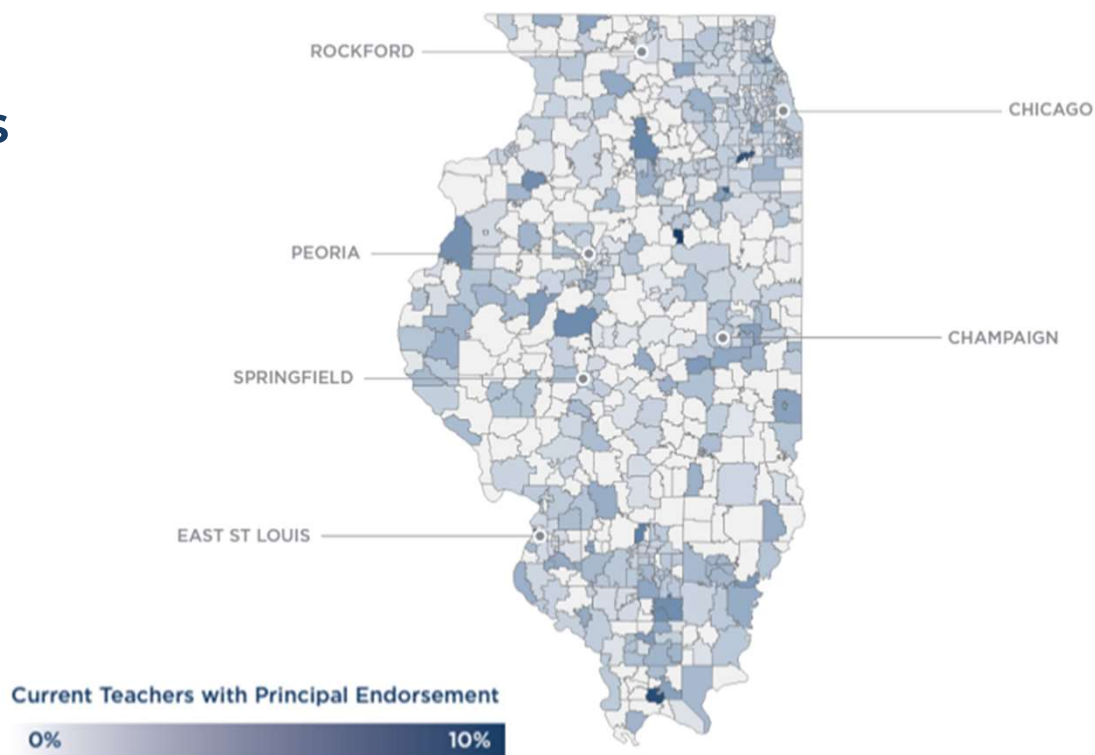 s
ROCKFORD
CHICAGO
PEORIA
CHAMPAIGN
SPRINGFIELD
EAST ST LOUIS
Current Teachers with Principal Endorsement
0% 10%